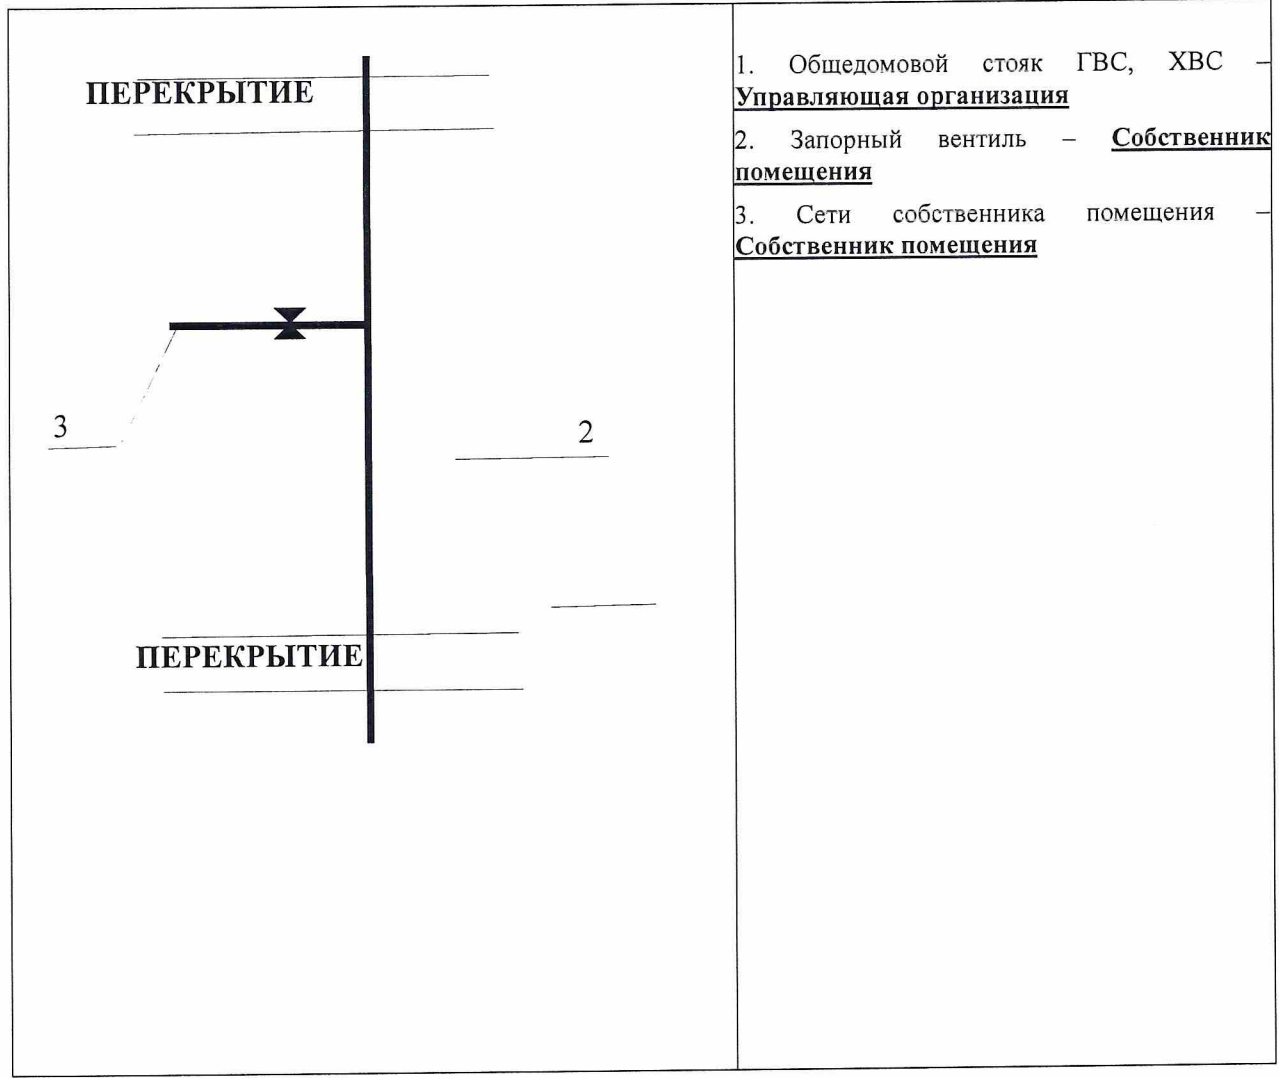 ПЕРЕКРЫТИЕ
3
2
ПЕРЕКРЫТИЕ
1. Общедомовой стояк ГВС, ХВС –
Управляющая организация
2. Запорный вентиль – Собственник
помещения
3. Сети собственника помещения –
Собственник помещения